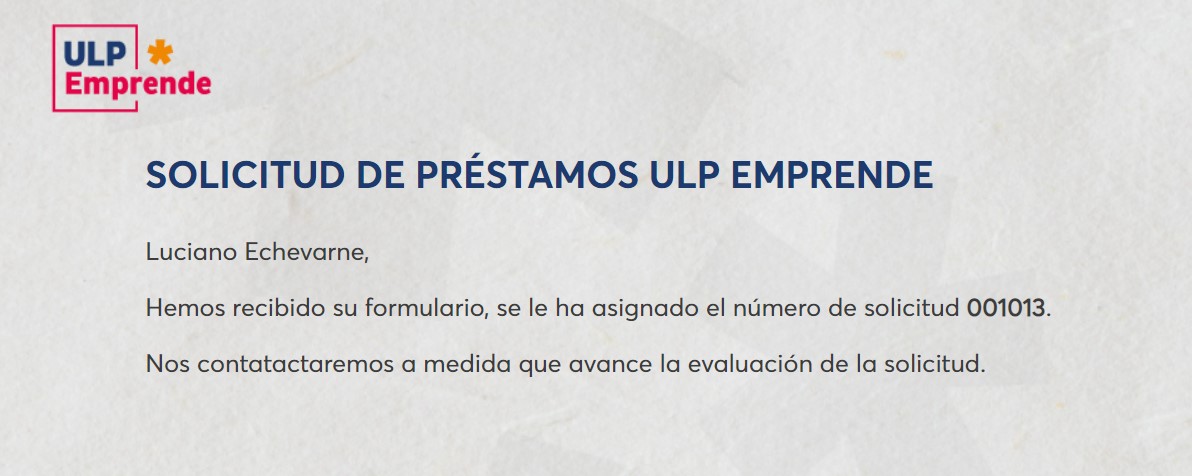 ULP
Emprende
SOLICITUD DE PRÉSTAMOS ULP EMPRENDE
Luciano Echevarne,
Hemos recibido su formulario, se le ha asignado el número de solicitud 001013.
Nos contatactaremos a medida que avance la evaluación de la solicitud.